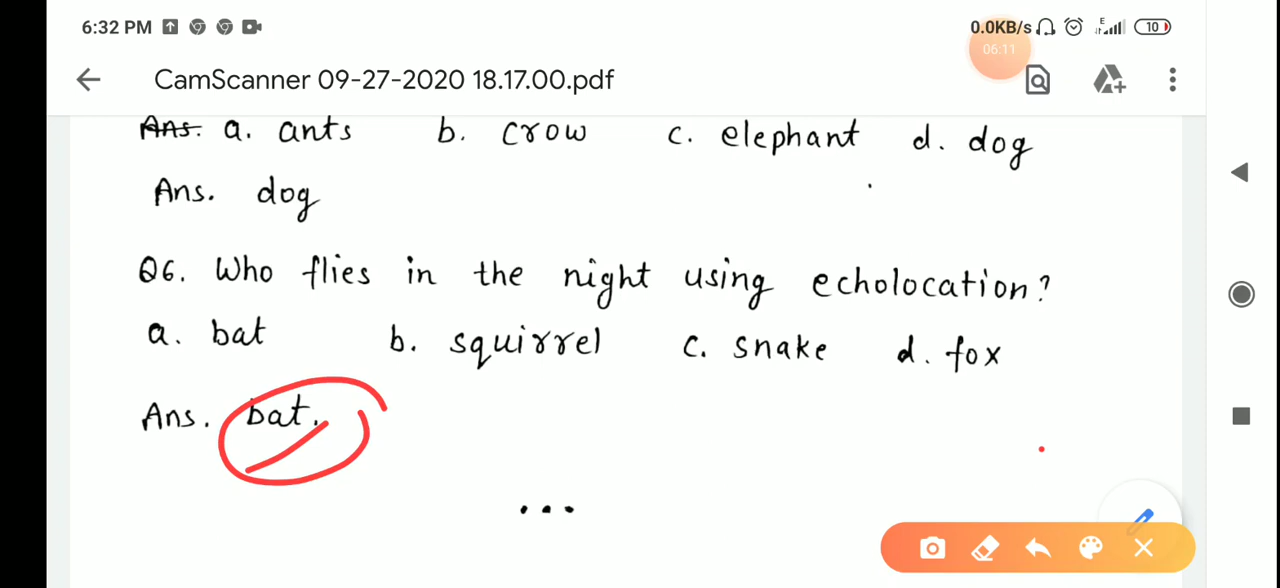 6:32 PM
0.0KB/s
E
10
06:11
CamScanner 09-27-2020 18.17.00.pdf
Ans. a. ants b. crow c. elephant d. dog
Ans. dog
Q6. Who flies in the night using echolocation?
a. bat b. squirrel c. snake d. fox
Ans. bat.
...